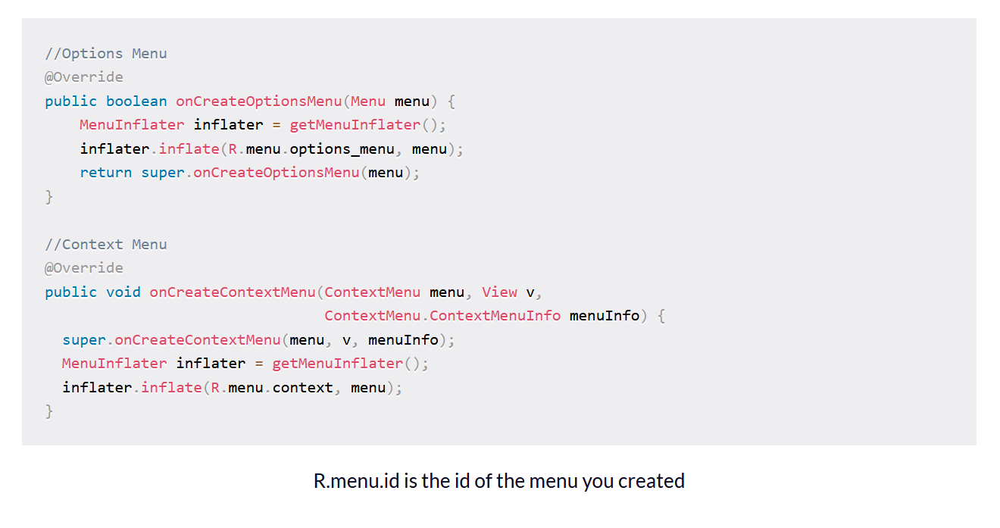 //Options Menu
@Override
public boolean onCreateOptionsMenu(Menu menu) {
    MenuInflater inflater = getMenuInflater();
    inflater.inflate(R.menu.options_menu, menu);
    return super.onCreateOptionsMenu(menu);
}

//Context Menu
@Override
public void onCreateContextMenu(ContextMenu menu, View v,
                                ContextMenu.ContextMenuInfo menuInfo) {
  super.onCreateContextMenu(menu, v, menuInfo);
  MenuInflater inflater = getMenuInflater();
  inflater.inflate(R.menu.context, menu);
}
R.menu.id is the id of the menu you created